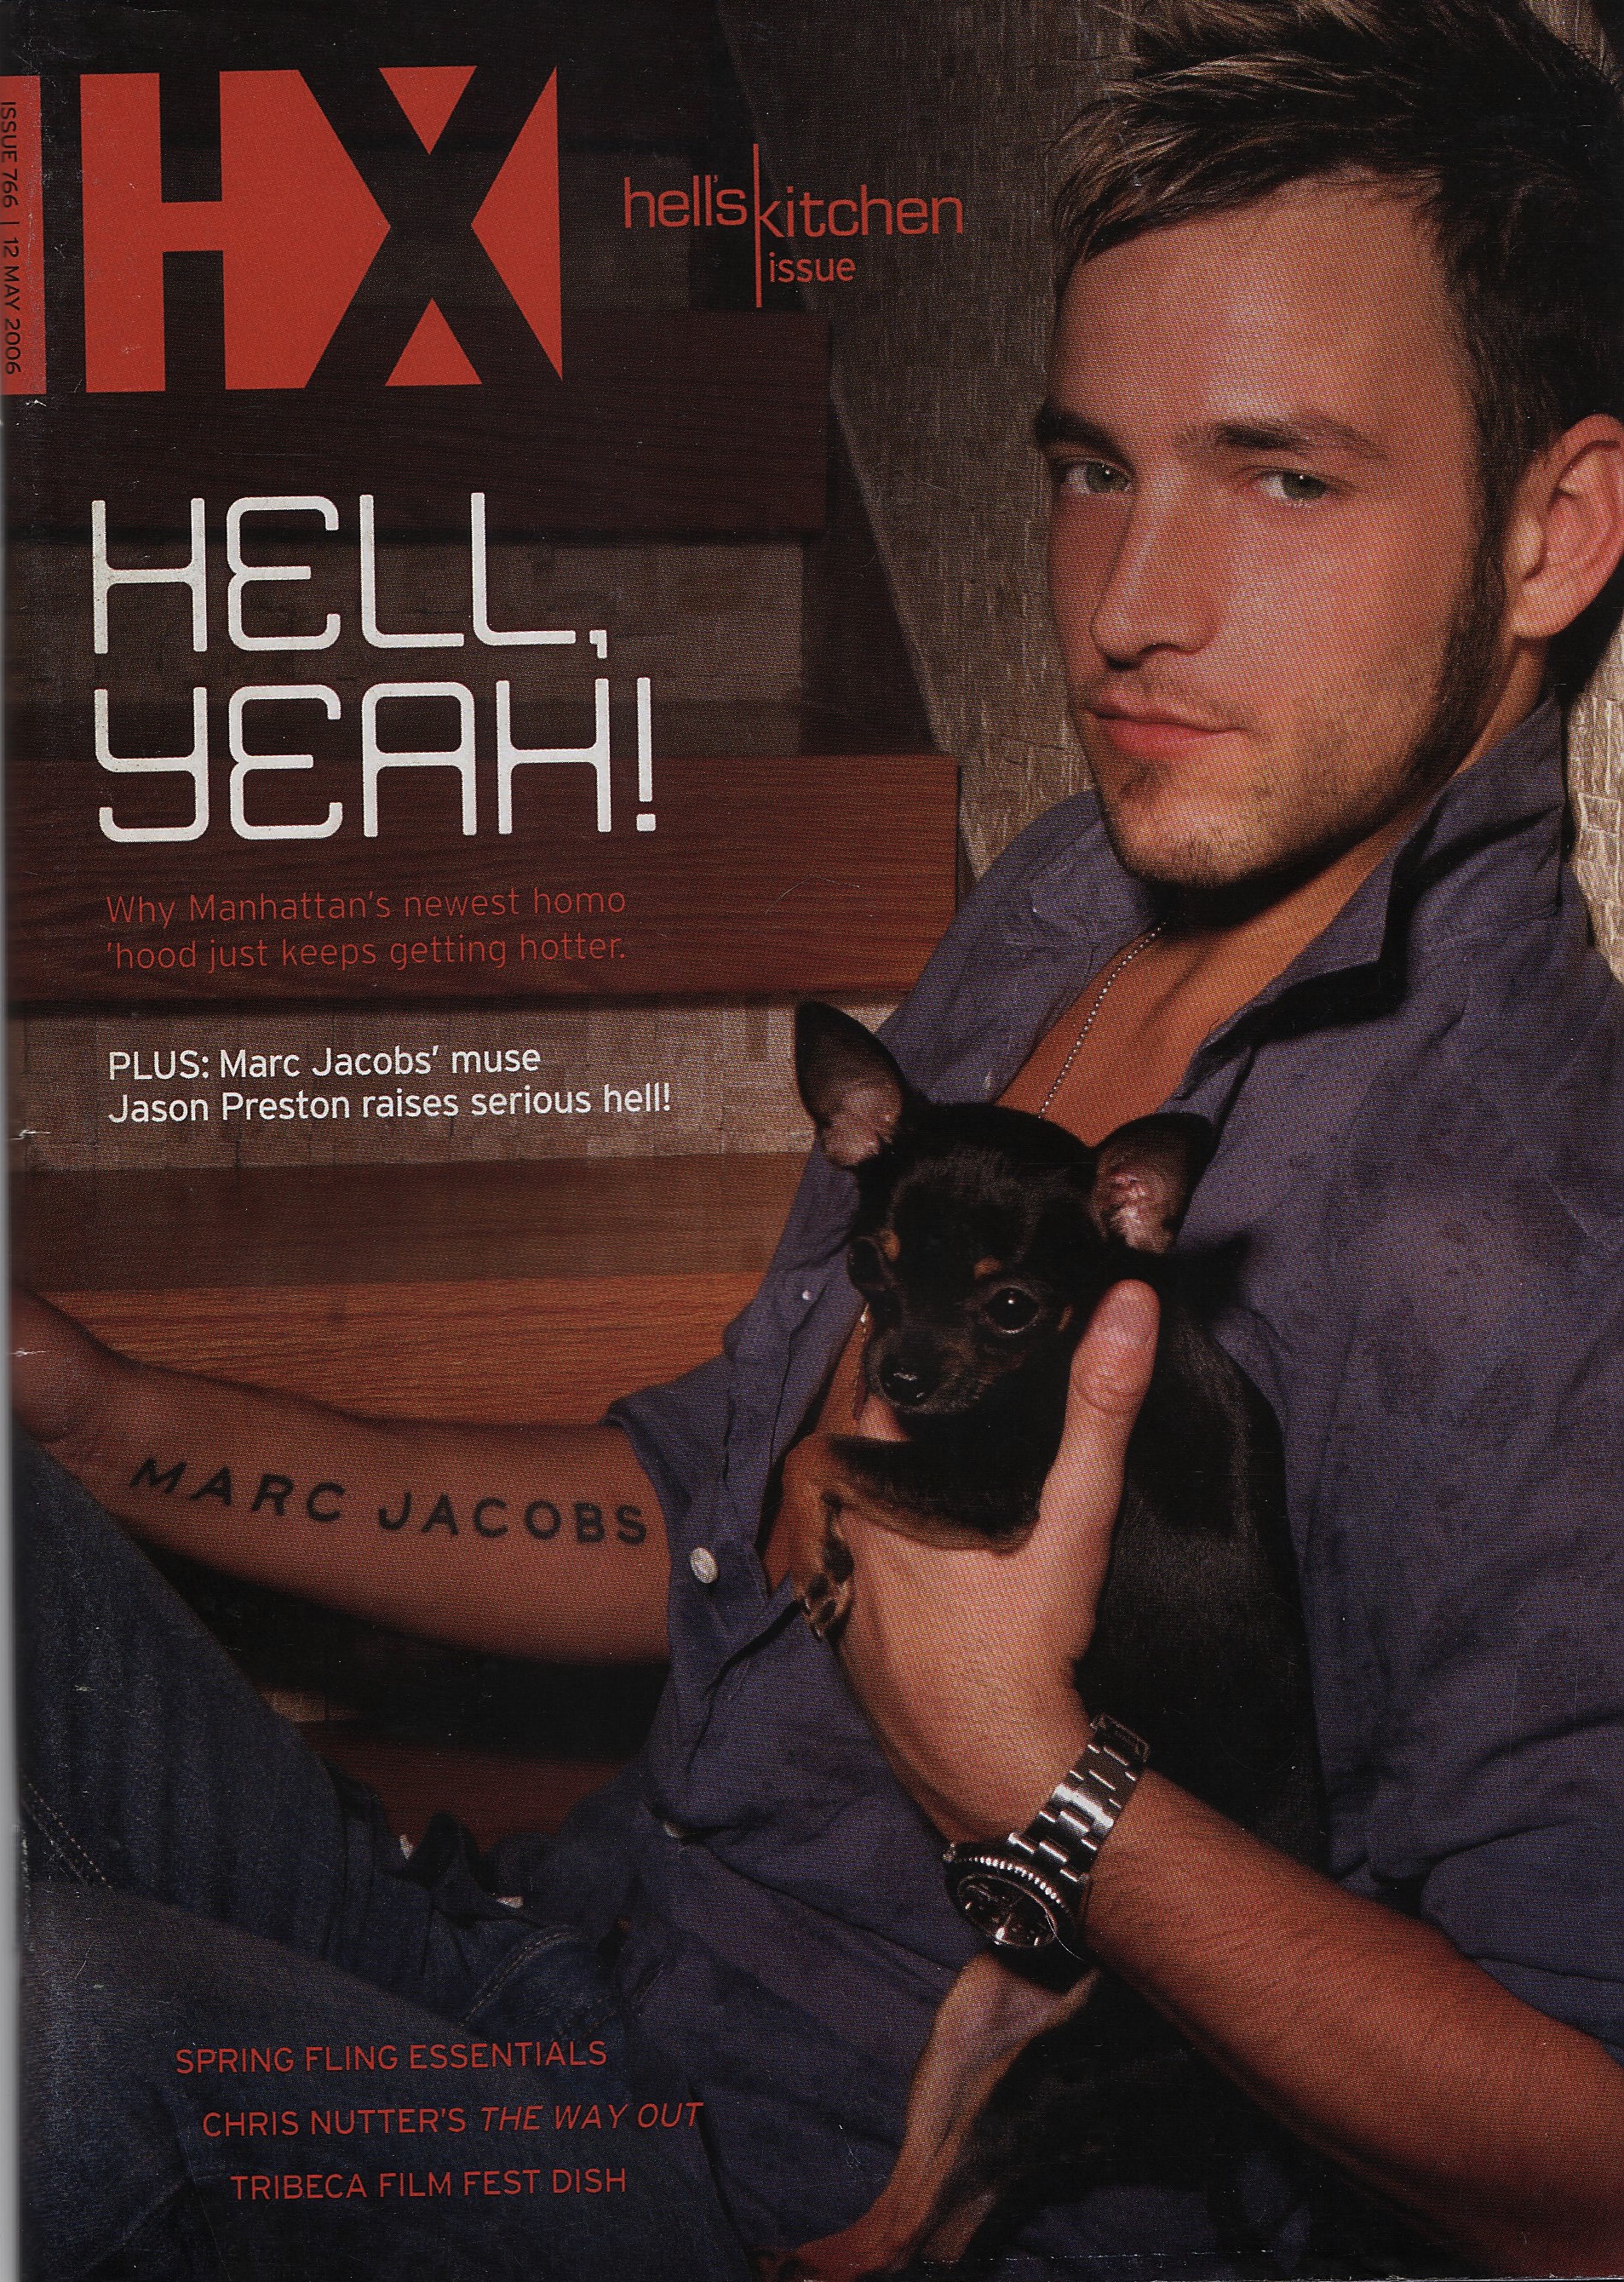 ISSUE 766 | 12 MAY 2006
HX
hell's kitchen
issue
HELL,
YEAH!
Why Manhattan's newest homo
'hood just keeps getting hotter.
PLUS: Marc Jacobs' muse
Jason Preston raises serious hell!
MARC JACOBS
SPRING FLING ESSENTIALS
CHRIS NUTTER'S THE WAY OUT
TRIBECA FILM FEST DISH